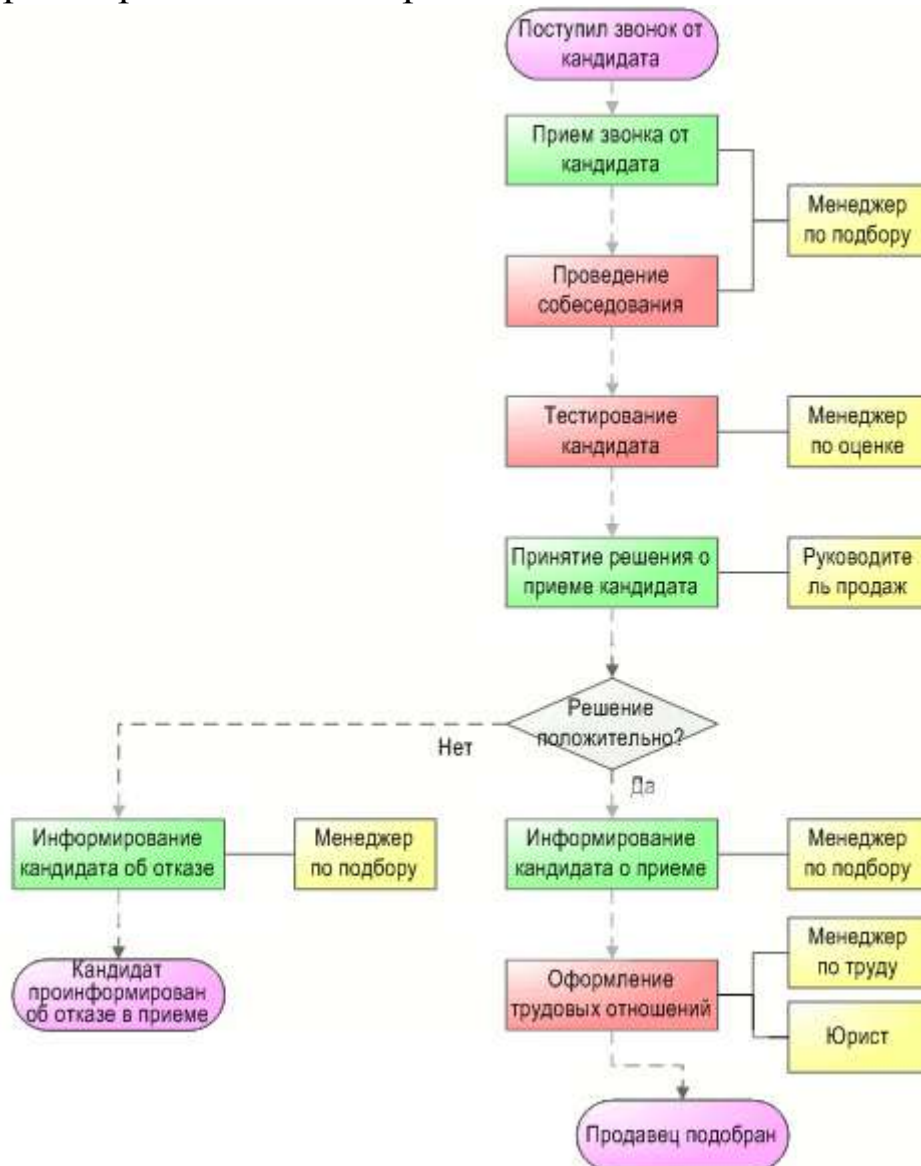 Поступил звонок от
кандидата
Прием звонка от
кандидата
Менеджер
по подбору
Проведение
собеседования
Тестирование
кандидата
Менеджер
по оценке
Принятие решения о
приеме кандидата
Руководите
ль продаж
Решение
положительно?
Нет
Да
Информирование
кандидата об отказе
Менеджер
по подбору
Информирование
кандидата о приеме
Менеджер
по подбору
Кандидат
проинформирован
об отказе в приеме
Оформление
трудовых отношений
Менеджер
по труду
Юрист
Продавец подобран